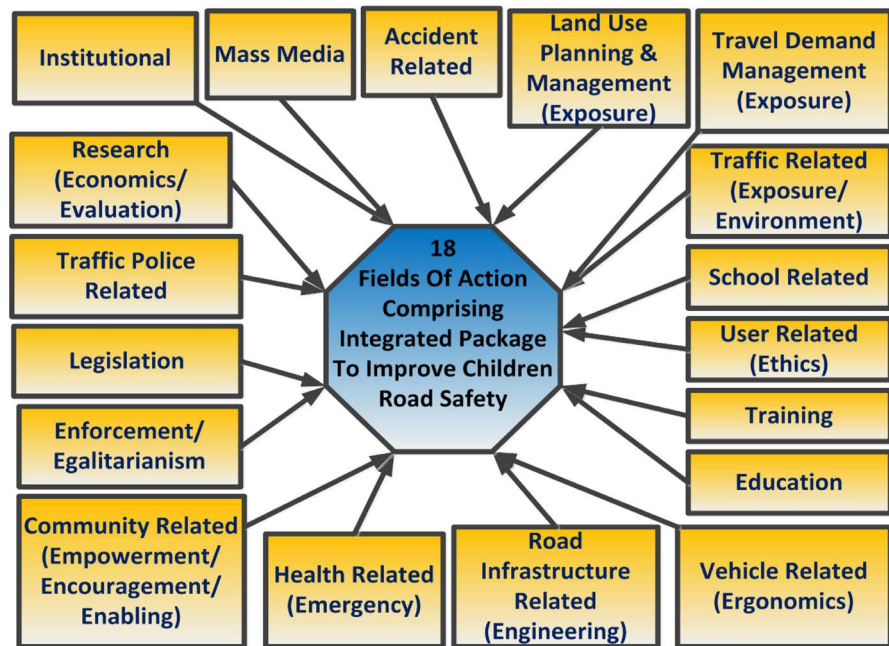 Institutional
Mass Media
Accident
Related
Land Use
Planning &
Management
(Exposure)
Travel Demand
Management
(Exposure)
Research
(Economics/
Evaluation)
Traffic Related
(Exposure/
Environment)
Traffic Police
Related
18
Fields Of Action
Comprising
Integrated Package
To Improve Children
Road Safety
School Related
User Related
(Ethics)
Legislation
Training
Enforcement/
Egalitarianism
Education
Community Related
(Empowerment/
Encouragement/
Enabling)
Health Related
(Emergency)
Road
Infrastructure
Related
(Engineering)
Vehicle Related
(Ergonomics)